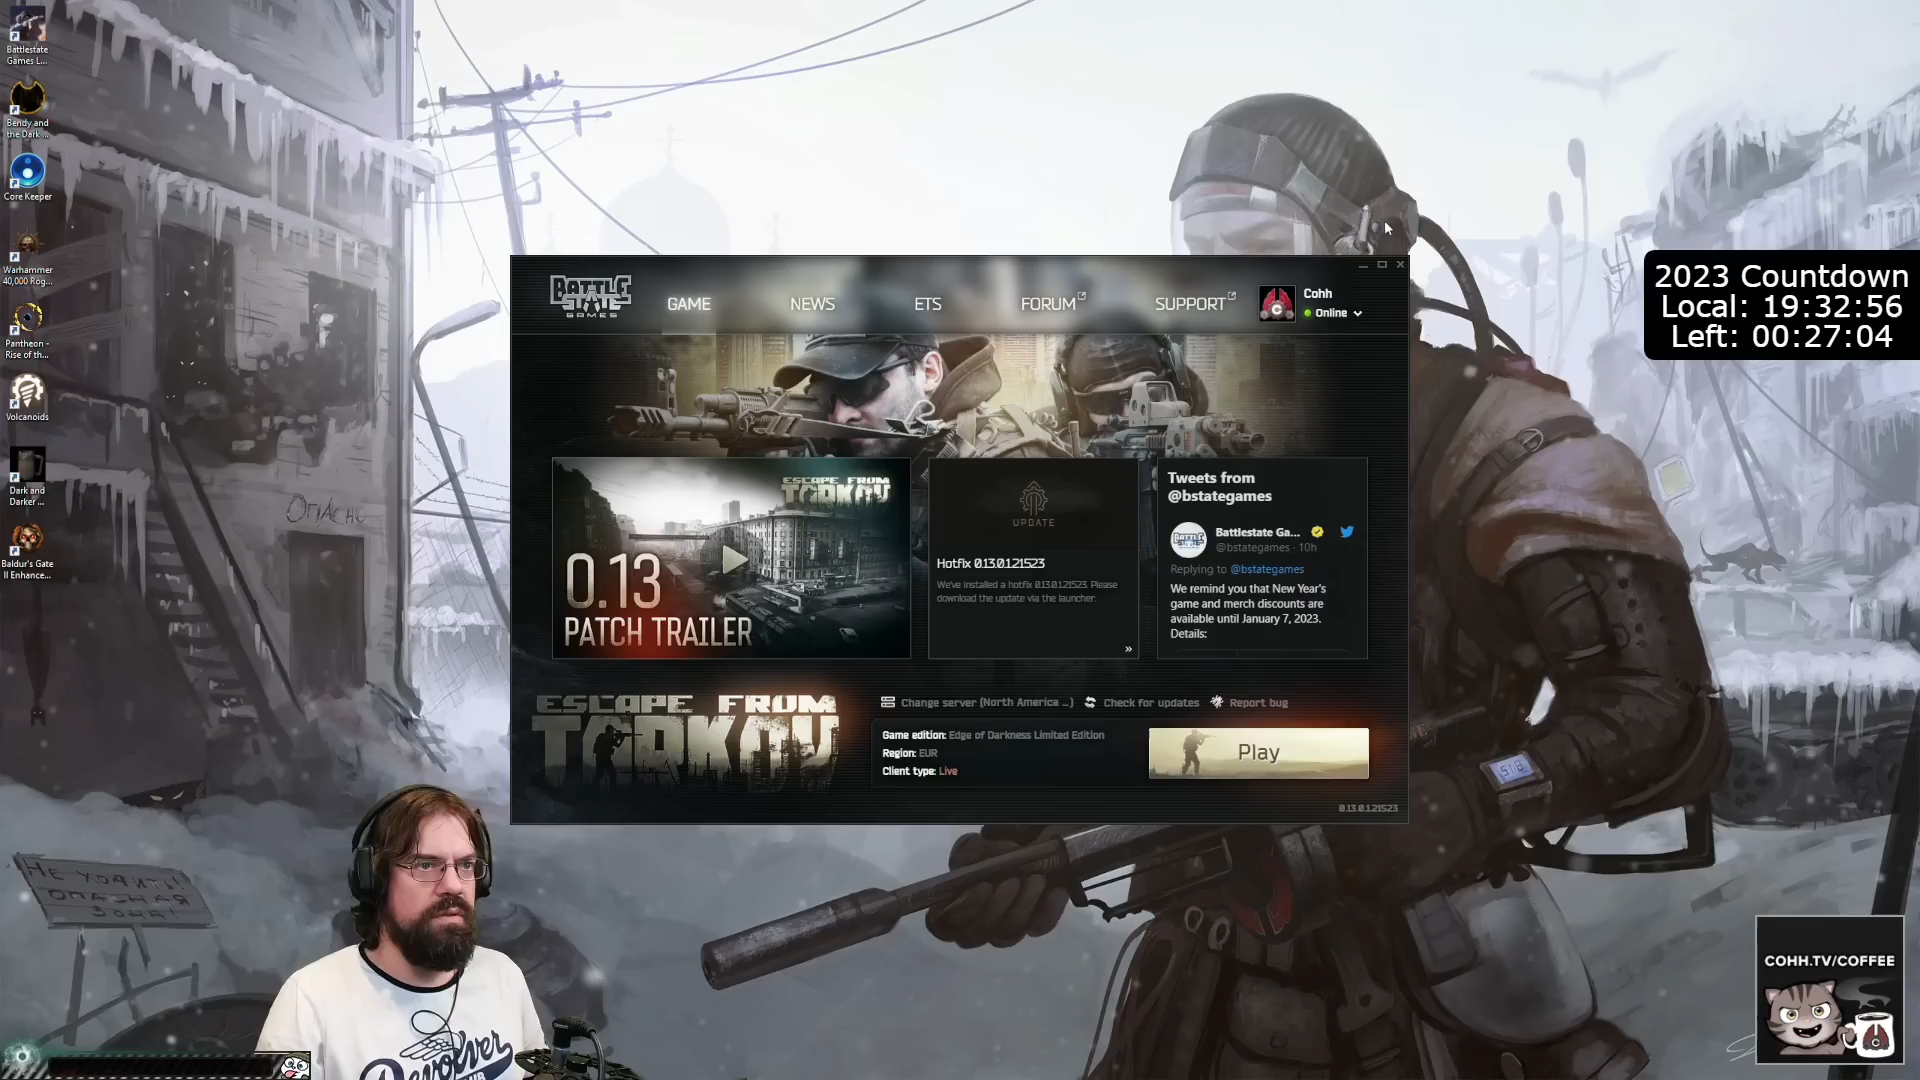 Battlestate
Games L...
Bendy and
the Dark ...
Core Keeper
Warhammer
40,000 Rog...
Pantheon -
Rise of th...
Volcanoids
Dark and
Darker ...
Baldur's Gate
II Enhance...
ОПАСНО
НЕ ХОДИТЬ!
ОПАСНАЯ
ЗОНА!
BATTLE
STATE
GAMES
GAME
NEWS
ETS
FORUM
SUPPORT
Cohh
Online
ESCAPE FROM
TARKOV
0.13
PATCH TRAILER
UPDATE
Hotfix 0.13.0.1.21523
We've installed a hotfix 0.13.0.1.21523. Please
download the update via the launcher.
»
Tweets from
@bstategames
Battlestate Ga...
@bstategames · 10h
Replying to @bstategames
We remind you that New Year's
game and merch discounts are
available until January 7, 2023.
Details:
ESCAPE FROM
TARKOV
Change server (North America ...)
Check for updates
Report bug
Game edition: Edge of Darkness Limited Edition
Region: EUR
Client type: Live
Play
0.13.0.1.21523
2023 Countdown
Local: 19:32:56
Left: 00:27:04
Devolver
COHH.TV/COFFEE